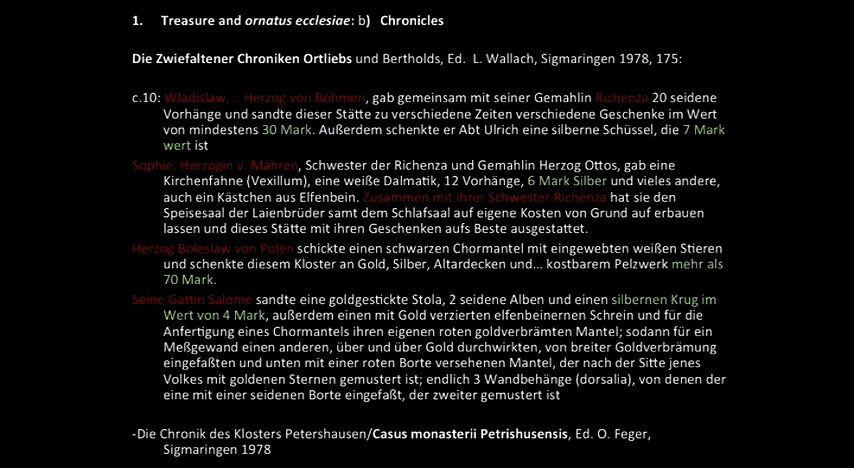 1. Treasure and ornatus ecclesiae: b) Chronicles
Die Zwiefaltener Chroniken Ortliebs und Bertholds, Ed. L. Wallach, Sigmaringen 1978, 175:
c.10: Wladislaw, .. Herzog von Böhmen, gab gemeinsam mit seiner Gemahlin Richenza 20 seidene
Vorhänge und sandte dieser Stätte zu verschiedene Zeiten verschiedene Geschenke im Wert
von mindestens 30 Mark. Außerdem schenkte er Abt Ulrich eine silberne Schüssel, die 7 Mark
wert ist
Sophie, Herzogin v. Mähren, Schwester der Richenza und Gemahlin Herzog Ottos, gab eine
Kirchenfahne (Vexillum), eine weiße Dalmatik, 12 Vorhänge, 6 Mark Silber und vieles andere,
auch ein Kästchen aus Elfenbein. Zusammen mit ihrer Schwester Richenza hat sie den
Speisesaal der Laienbrüder samt dem Schlafsaal auf eigene Kosten von Grund auf erbauen
lassen und dieses Stätte mit ihren Geschenken aufs Beste ausgestattet.
Herzog Boleslaw von Polen schickte einen schwarzen Chormantel mit eingewebten weißen Stieren
und schenkte diesem Kloster an Gold, Silber, Altardecken und... kostbarem Pelzwerk mehr als
70 Mark.
Seine Gattin Salome sandte eine goldgestickte Stola, 2 seidene Alben und einen silbernen Krug im
Wert von 4 Mark, außerdem einen mit Gold verzierten elfenbeinernen Schrein und für die
Anfertigung eines Chormantels ihren eigenen roten goldverbrämten Mantel; sodann für ein
Meßgewand einen anderen, über und über Gold durchwirkten, von breiter Goldverbrämung
eingefaßten und unten mit einer roten Borte versehenen Mantel, der nach der Sitte jenes
Volkes mit goldenen Sternen gemustert ist; endlich 3 Wandbehänge (dorsalia), von denen der
eine mit einer seidenen Borte eingefaßt, der zweiter gemustert ist
-Die Chronik des Klosters Petershausen/Casus monasterii Petrishusensis, Ed. O. Feger,
Sigmaringen 1978